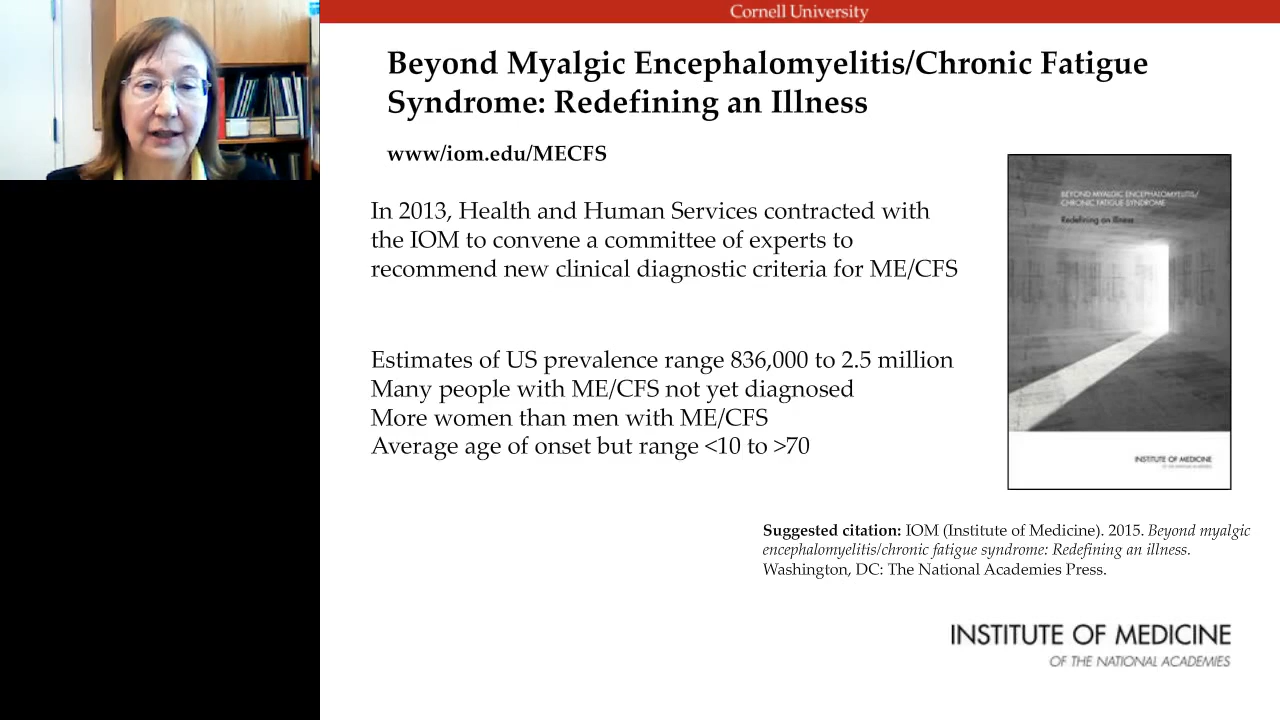 Cornell University
Beyond Myalgic Encephalomyelitis/Chronic Fatigue
Syndrome: Redefining an Illness
www/iom.edu/MECFS
In 2013, Health and Human Services contracted with
the IOM to convene a committee of experts to
recommend new clinical diagnostic criteria for ME/CFS
Estimates of US prevalence range 836,000 to 2.5 million
Many people with ME/CFS not yet diagnosed
More women than men with ME/CFS
Average age of onset but range <10 to >70
BEYOND MYALGIC ENCEPHALOMYELITIS/
CHRONIC FATIGUE SYNDROME
Redefining an Illness
INSTITUTE OF MEDICINE
OF THE NATIONAL ACADEMIES
Suggested citation: IOM (Institute of Medicine). 2015. Beyond myalgic
encephalomyelitis/chronic fatigue syndrome: Redefining an illness.
Washington, DC: The National Academies Press.
INSTITUTE OF MEDICINE
OF THE NATIONAL ACADEMIES